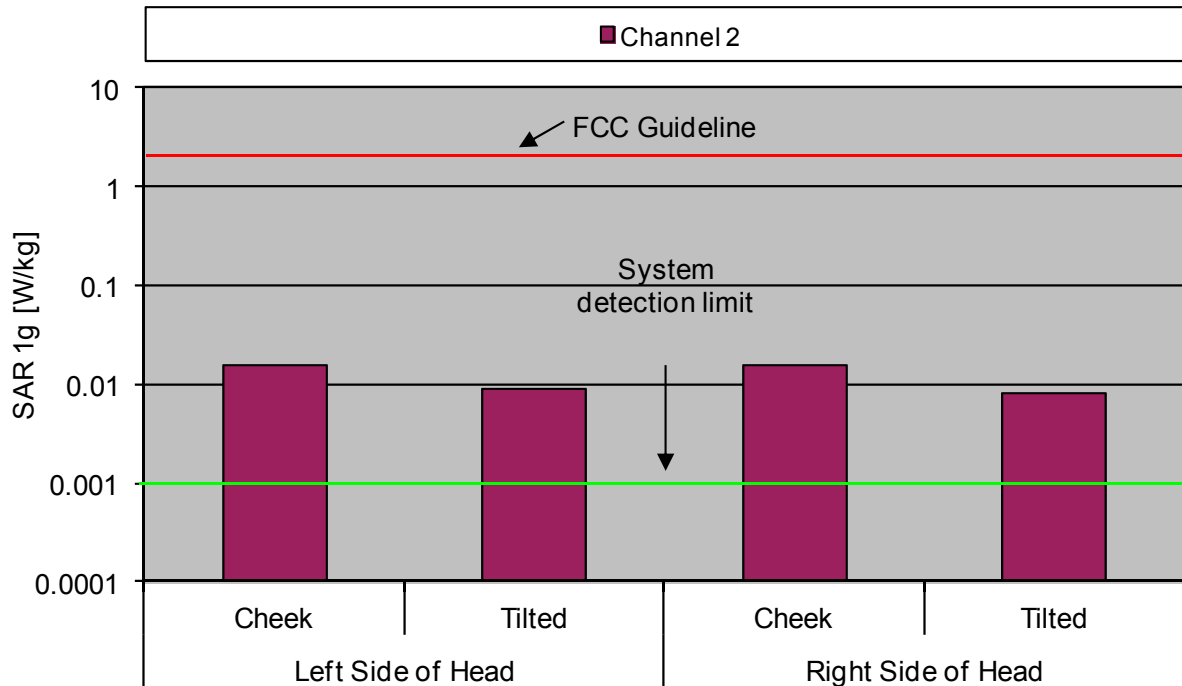 Channel 2
10
FCC Guideline
1
System
detection limit
0.1
0.01
0.001
0.0001
SAR 1g [W/kg]
Cheek Tilted Cheek Tilted
Left Side of Head Right Side of Head